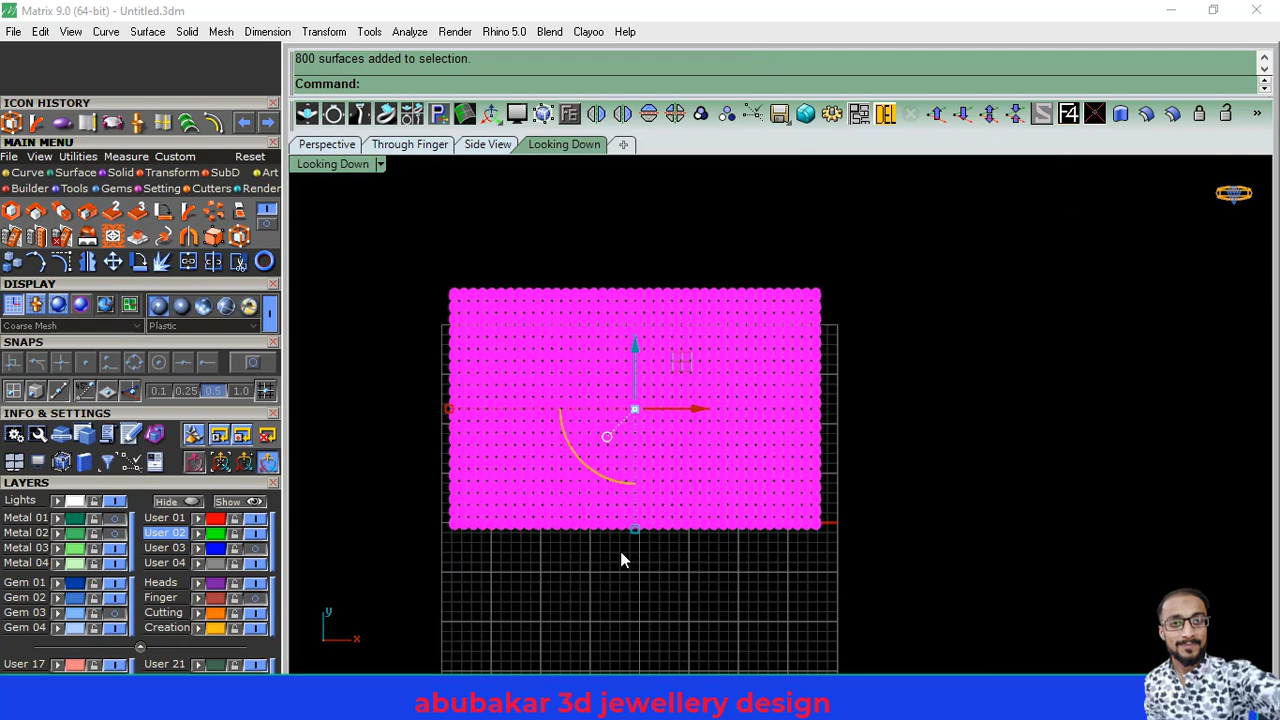 Matrix 9.0 (64-bit) - Untitled.3dm
File Edit View Curve Surface Solid Mesh Dimension Transform Tools Analyze Render Rhino 5.0 Blend Clayoo Help
800 surfaces added to selection.
Command:
ICON HISTORY
MAIN MENU
File View Utilities Measure Custom Reset
Curve Surface Solid Transform SubD Art
Builder Tools Gems Setting Cutters Render
DISPLAY
Coarse Mesh Plastic
SNAPS
0.1 0.25 0.5 1.0
INFO & SETTINGS
LAYERS
Lights Hide Show
Metal 01 User 01
Metal 02 User 02
Metal 03 User 03
Metal 04 User 04
Gem 01 Heads
Gem 02 Finger
Gem 03 Cutting
Gem 04 Creation
User 17 User 21
Perspective Through Finger Side View Looking Down
Looking Down
F4
y
x
abubakar 3d jewellery design